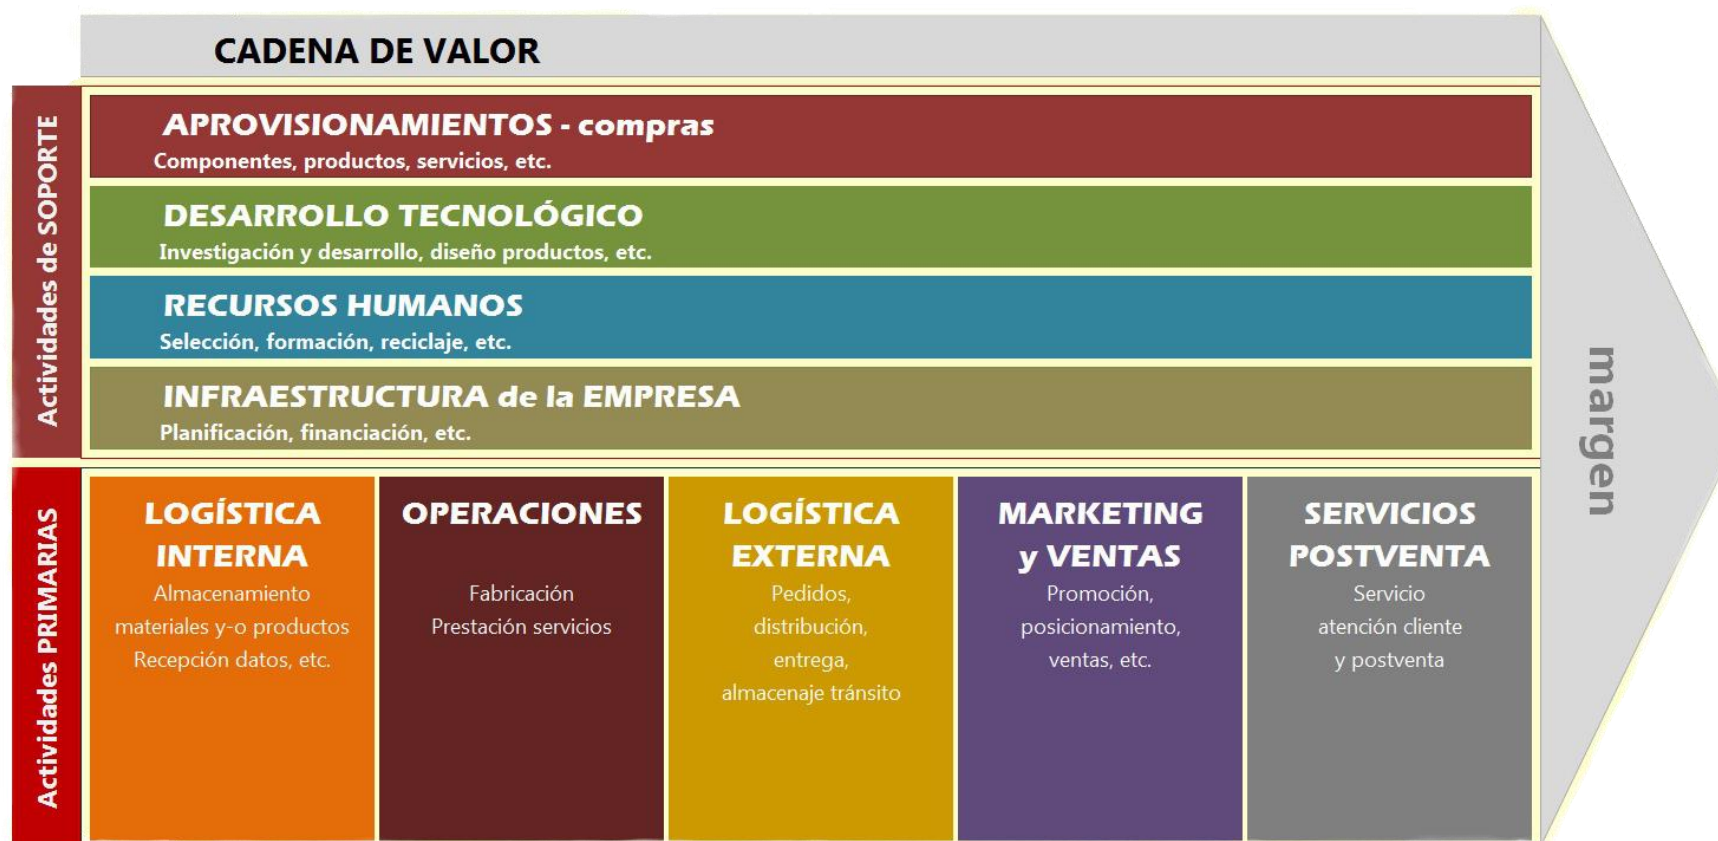 CADENA DE VALOR
Actividades de SOPORTE
APROVISIONAMIENTOS - compras
Componentes, productos, servicios, etc.
DESARROLLO TECNOLÓGICO
Investigación y desarrollo, diseño productos, etc.
RECURSOS HUMANOS
Selección, formación, reciclaje, etc.
INFRAESTRUCTURA de la EMPRESA
Planificación, financiación, etc.
Actividades PRIMARIAS
LOGÍSTICA
INTERNA
Almacenamiento
materiales y-o productos
Recepción datos, etc.
OPERACIONES
Fabricación
Prestación servicios
LOGÍSTICA
EXTERNA
Pedidos,
distribución,
entrega,
almacenaje tránsito
MARKETING
y VENTAS
Promoción,
posicionamiento,
ventas, etc.
SERVICIOS
POSTVENTA
Servicio
atención cliente
y postventa
margen